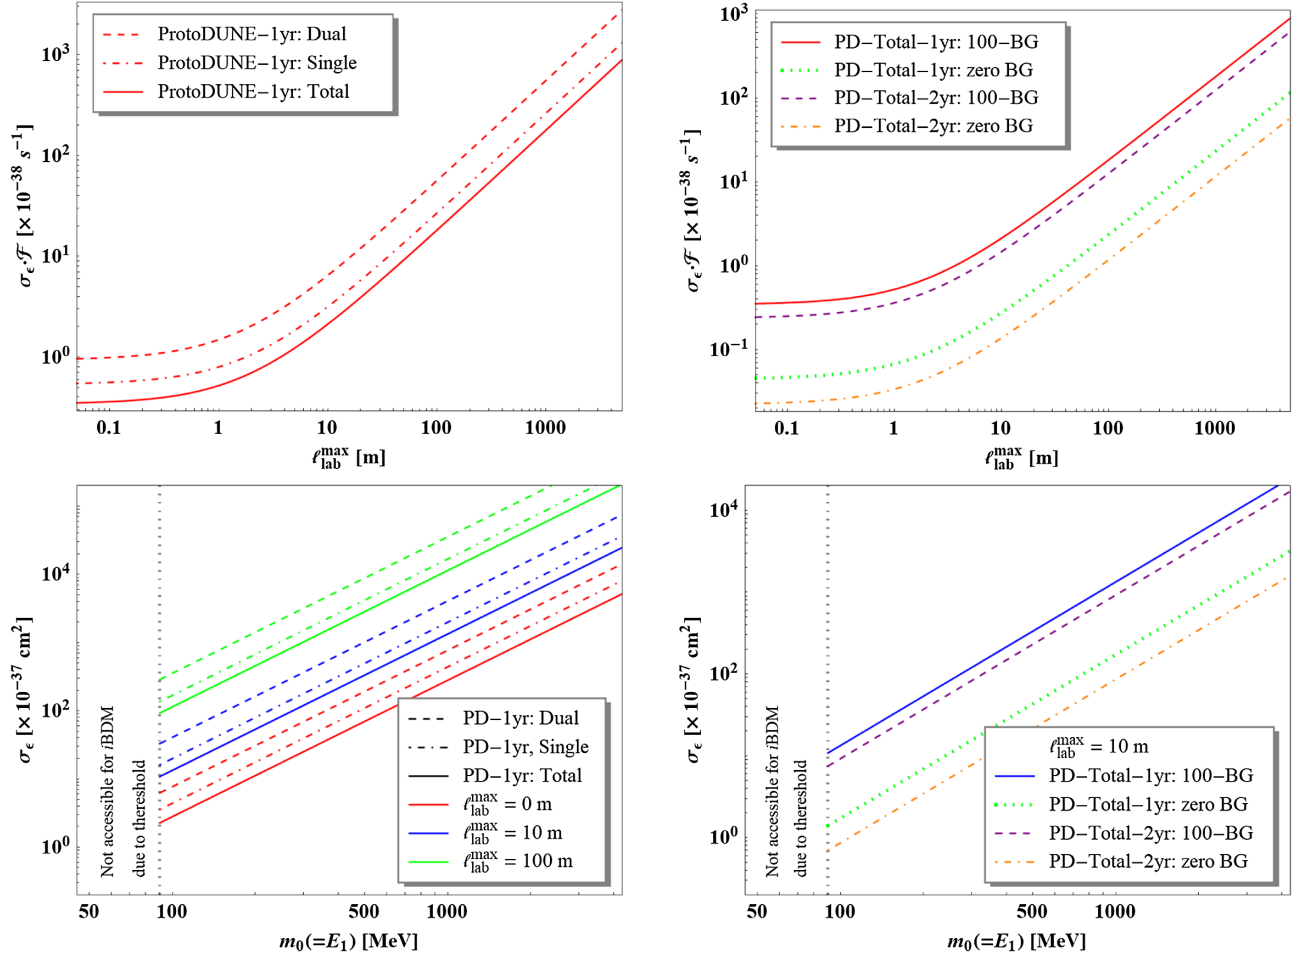 ProtoDUNE−1yr: Dual
ProtoDUNE−1yr: Single
ProtoDUNE−1yr: Total
10³
10²
10¹
10⁰
σ_ϵ·ℱ [× 10⁻³⁸ s⁻¹]
0.1 1 10 100 1000
ℓ_lab^max [m]
PD−Total−1yr: 100−BG
PD−Total−1yr: zero BG
PD−Total−2yr: 100−BG
PD−Total−2yr: zero BG
10³
10²
10¹
10⁰
10⁻¹
σ_ϵ·ℱ [× 10⁻³⁸ s⁻¹]
0.1 1 10 100 1000
ℓ_lab^max [m]
10⁴
10²
10⁰
σ_ϵ [× 10⁻³⁷ cm²]
Not accessible for iBDM
due to thereshold
PD−1yr: Dual
PD−1yr, Single
PD−1yr: Total
ℓ_lab^max = 0 m
ℓ_lab^max = 10 m
ℓ_lab^max = 100 m
50 100 500 1000
m₀(=E₁) [MeV]
10⁴
10²
10⁰
σ_ϵ [× 10⁻³⁷ cm²]
Not accessible for iBDM
due to thereshold
ℓ_lab^max = 10 m
PD−Total−1yr: 100−BG
PD−Total−1yr: zero BG
PD−Total−2yr: 100−BG
PD−Total−2yr: zero BG
50 100 500 1000
m₀(=E₁) [MeV]